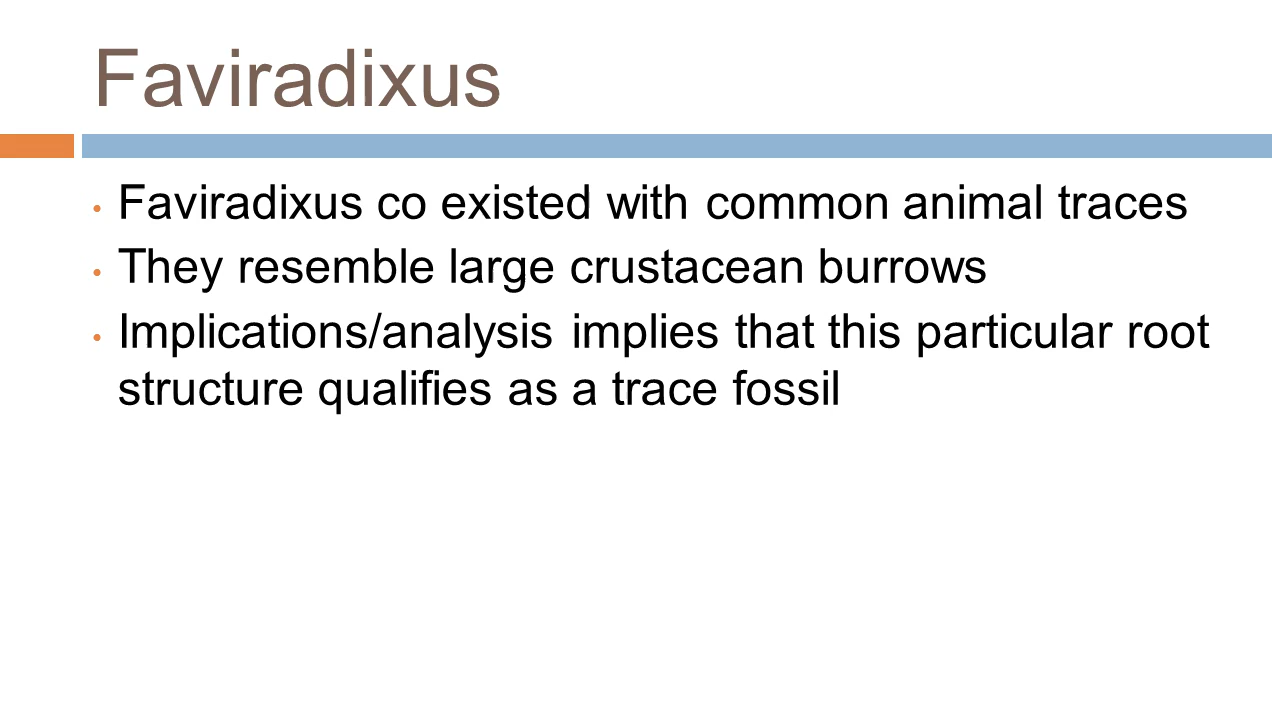 Faviradixus
• Faviradixus co existed with common animal traces
• They resemble large crustacean burrows
• Implications/analysis implies that this particular root
structure qualifies as a trace fossil